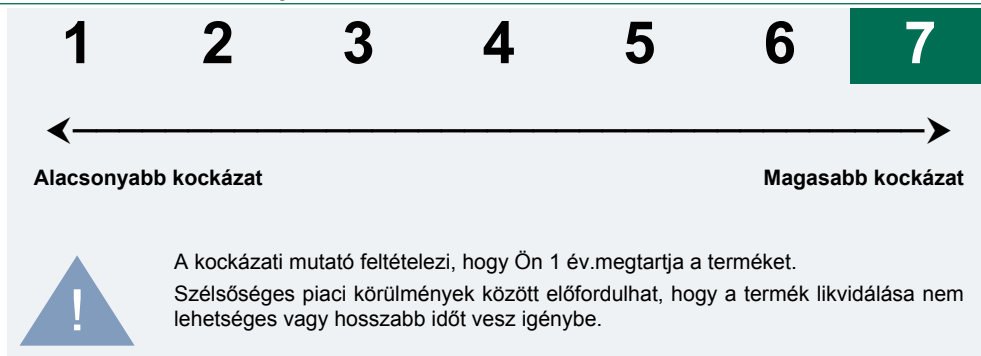 1 2 3 4 5 6 7
Alacsonyabb kockázat Magasabb kockázat
A kockázati mutató feltételezi, hogy Ön 1 év.megtartja a terméket.
Szélsőséges piaci körülmények között előfordulhat, hogy a termék likvidálása nem
lehetséges vagy hosszabb időt vesz igénybe.
!